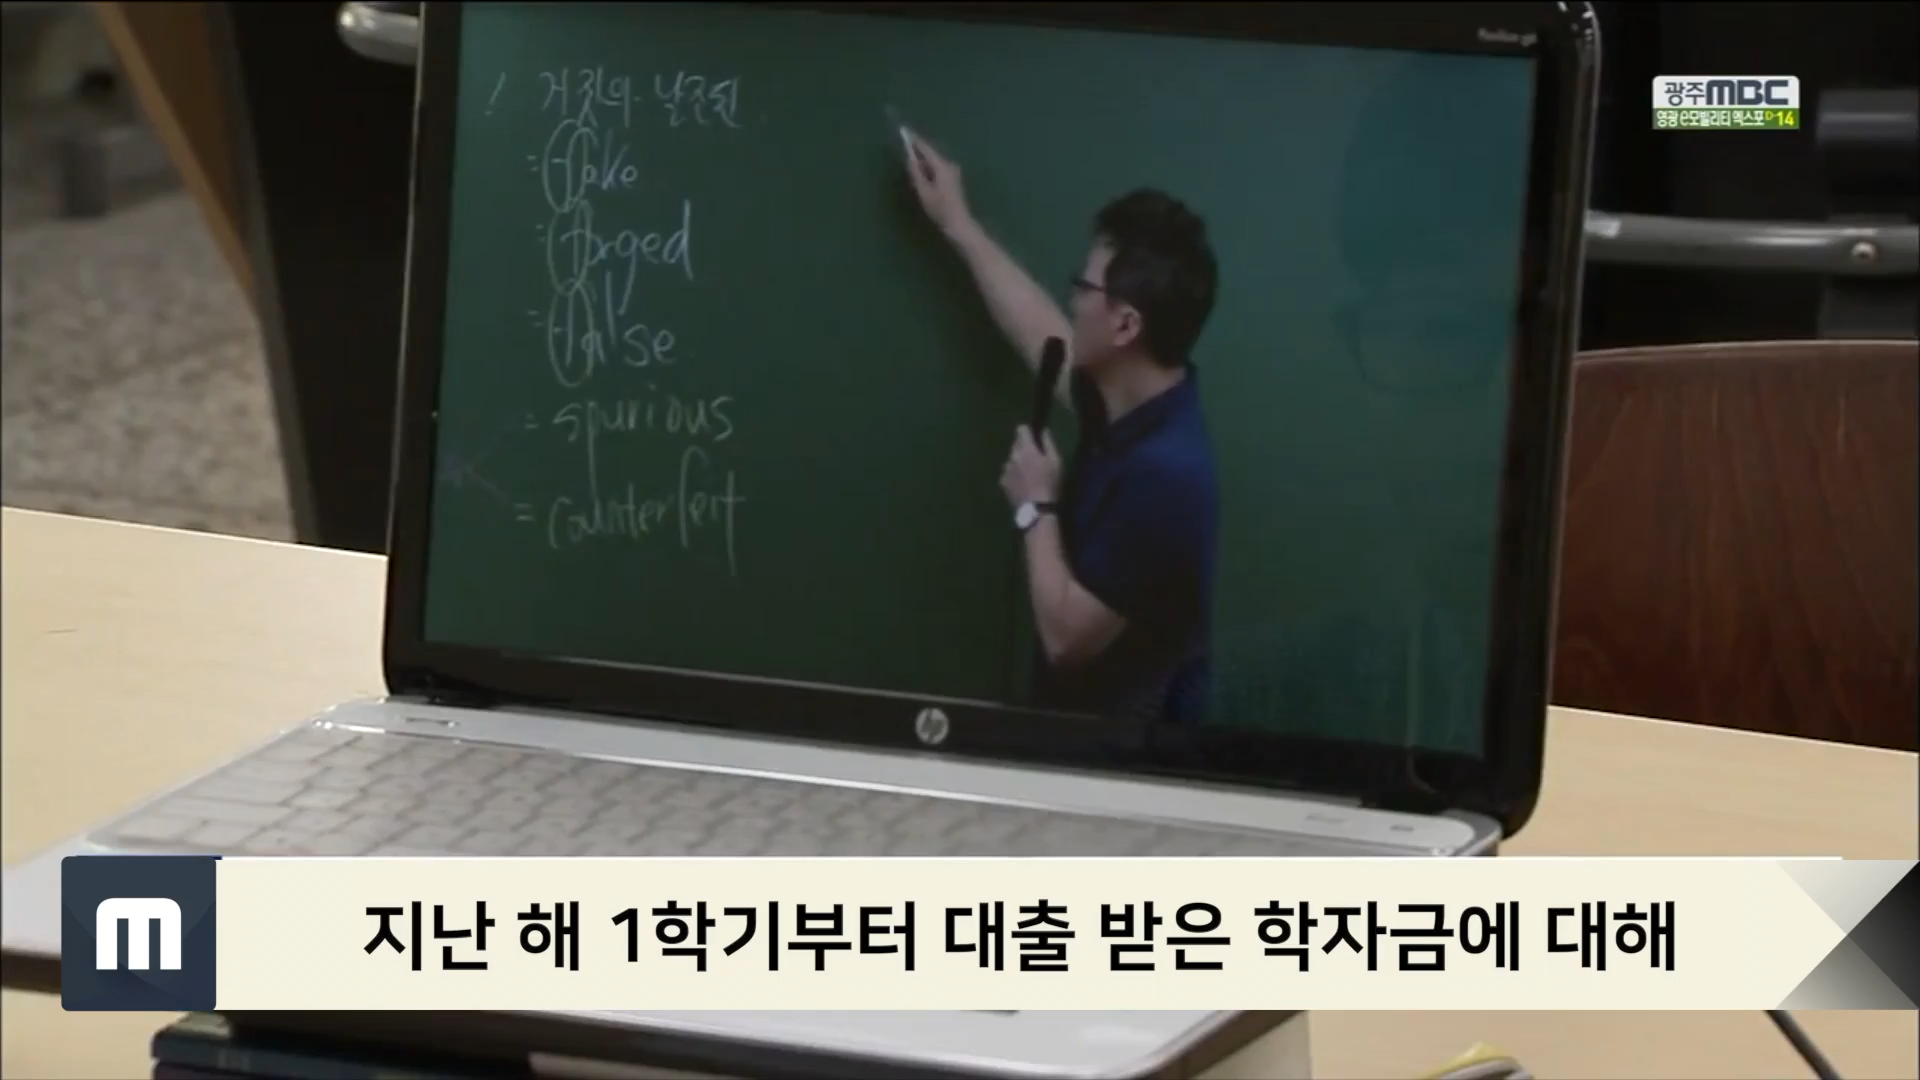 광주MBC
영광 e모빌리티 엑스포 D-14
! 거짓의 날조된
=fake
=forged
=false
=spurious
=counterfeit
hp
m 지난 해 1학기부터 대출 받은 학자금에 대해